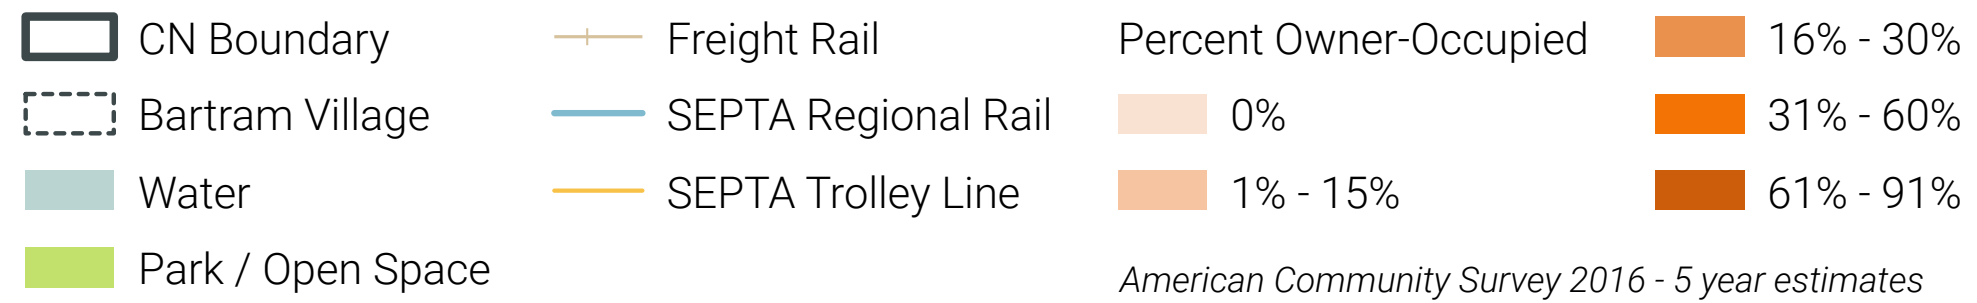 CN Boundary
Bartram Village
Water
Park / Open Space
Freight Rail
SEPTA Regional Rail
SEPTA Trolley Line
Percent Owner-Occupied
0%
1% - 15%
16% - 30%
31% - 60%
61% - 91%
American Community Survey 2016 - 5 year estimates